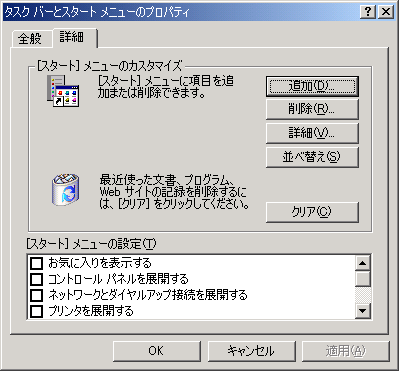 タスク バーとスタート メニューのプロパティ
全般
詳細
[スタート] メニューのカスタマイズ
[スタート] メニューに項目を追
加または削除できます。
追加(D)...
削除(R)...
詳細(V)...
並べ替え(S)
最近使った文書、プログラム、
Web サイトの記録を削除するに
は、[クリア] をクリックしてください。
クリア(C)
[スタート] メニューの設定(T)
お気に入りを表示する
コントロール パネルを展開する
ネットワークとダイヤルアップ接続を展開する
プリンタを展開する
OK
キャンセル
適用(A)